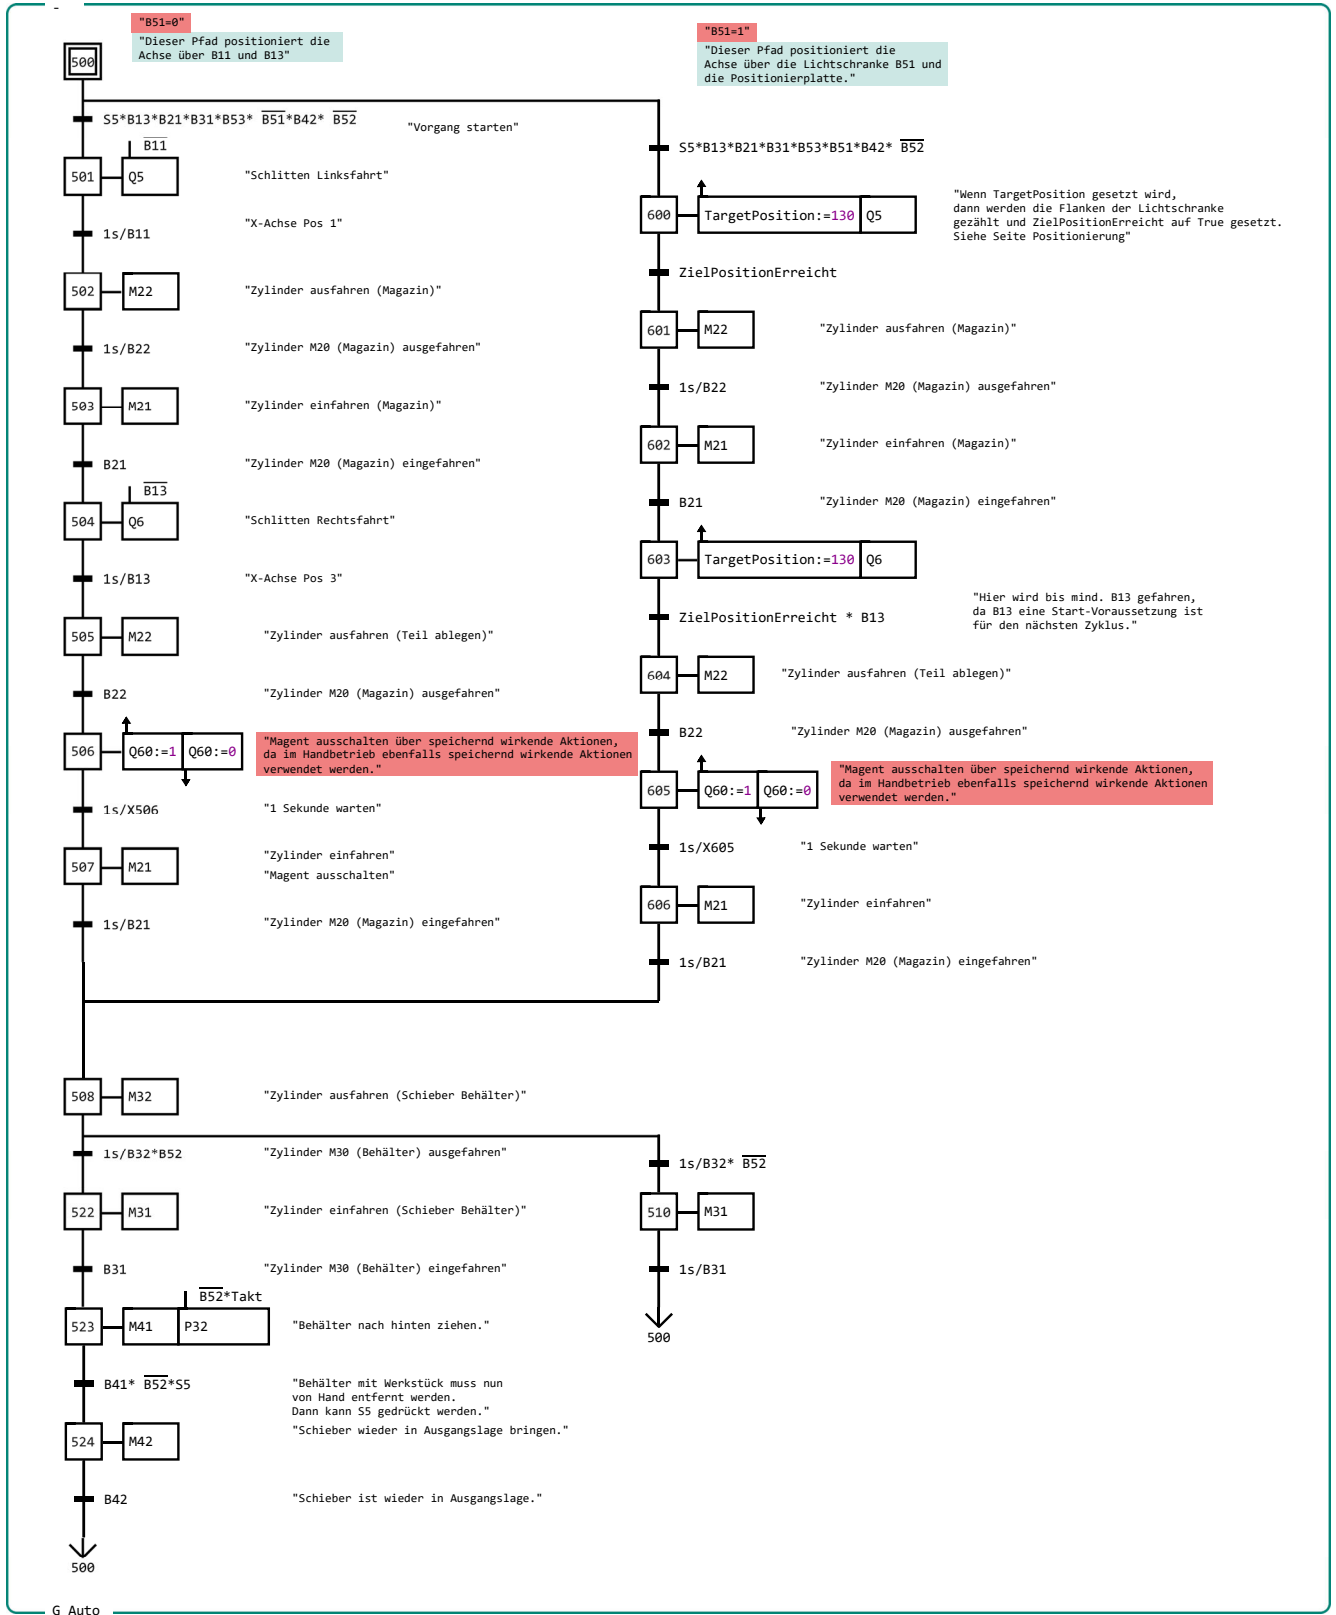 "B51=0"
"Dieser Pfad positioniert die
Achse über B11 und B13"
"B51=1"
"Dieser Pfad positioniert die
Achse über die Lichtschranke B51 und
die Positionierplatte."
500
S5*B13*B21*B31*B53* B51*B42* B52
"Vorgang starten"
B11
501
Q5
"Schlitten Linksfahrt"
1s/B11
"X-Achse Pos 1"
502
M22
"Zylinder ausfahren (Magazin)"
1s/B22
"Zylinder M20 (Magazin) ausgefahren"
503
M21
"Zylinder einfahren (Magazin)"
B21
"Zylinder M20 (Magazin) eingefahren"
B13
504
Q6
"Schlitten Rechtsfahrt"
1s/B13
"X-Achse Pos 3"
505
M22
"Zylinder ausfahren (Teil ablegen)"
B22
"Zylinder M20 (Magazin) ausgefahren"
506
Q60:=1
Q60:=0
"Magent ausschalten über speichernd wirkende Aktionen,
da im Handbetrieb ebenfalls speichernd wirkende Aktionen
verwendet werden."
1s/X506
"1 Sekunde warten"
507
M21
"Zylinder einfahren"
"Magent ausschalten"
1s/B21
"Zylinder M20 (Magazin) eingefahren"
S5*B13*B21*B31*B53*B51*B42* B52
600
TargetPosition:=130
Q5
"Wenn TargetPosition gesetzt wird,
dann werden die Flanken der Lichtschranke
gezählt und ZielPositionErreicht auf True gesetzt.
Siehe Seite Positionierung"
ZielPositionErreicht
601
M22
"Zylinder ausfahren (Magazin)"
1s/B22
"Zylinder M20 (Magazin) ausgefahren"
602
M21
"Zylinder einfahren (Magazin)"
B21
"Zylinder M20 (Magazin) eingefahren"
603
TargetPosition:=130
Q6
"Hier wird bis mind. B13 gefahren,
da B13 eine Start-Voraussetzung ist
für den nächsten Zyklus."
ZielPositionErreicht * B13
604
M22
"Zylinder ausfahren (Teil ablegen)"
B22
"Zylinder M20 (Magazin) ausgefahren"
605
Q60:=1
Q60:=0
"Magent ausschalten über speichernd wirkende Aktionen,
da im Handbetrieb ebenfalls speichernd wirkende Aktionen
verwendet werden."
1s/X605
"1 Sekunde warten"
606
M21
"Zylinder einfahren"
1s/B21
"Zylinder M20 (Magazin) eingefahren"
508
M32
"Zylinder ausfahren (Schieber Behälter)"
1s/B32*B52
"Zylinder M30 (Behälter) ausgefahren"
522
M31
"Zylinder einfahren (Schieber Behälter)"
B31
"Zylinder M30 (Behälter) eingefahren"
B52*Takt
523
M41
P32
"Behälter nach hinten ziehen."
B41* B52*S5
"Behälter mit Werkstück muss nun
von Hand entfernt werden.
Dann kann S5 gedrückt werden."
524
M42
"Schieber wieder in Ausgangslage bringen."
B42
"Schieber ist wieder in Ausgangslage."
500
1s/B32* B52
510
M31
1s/B31
500
G Auto